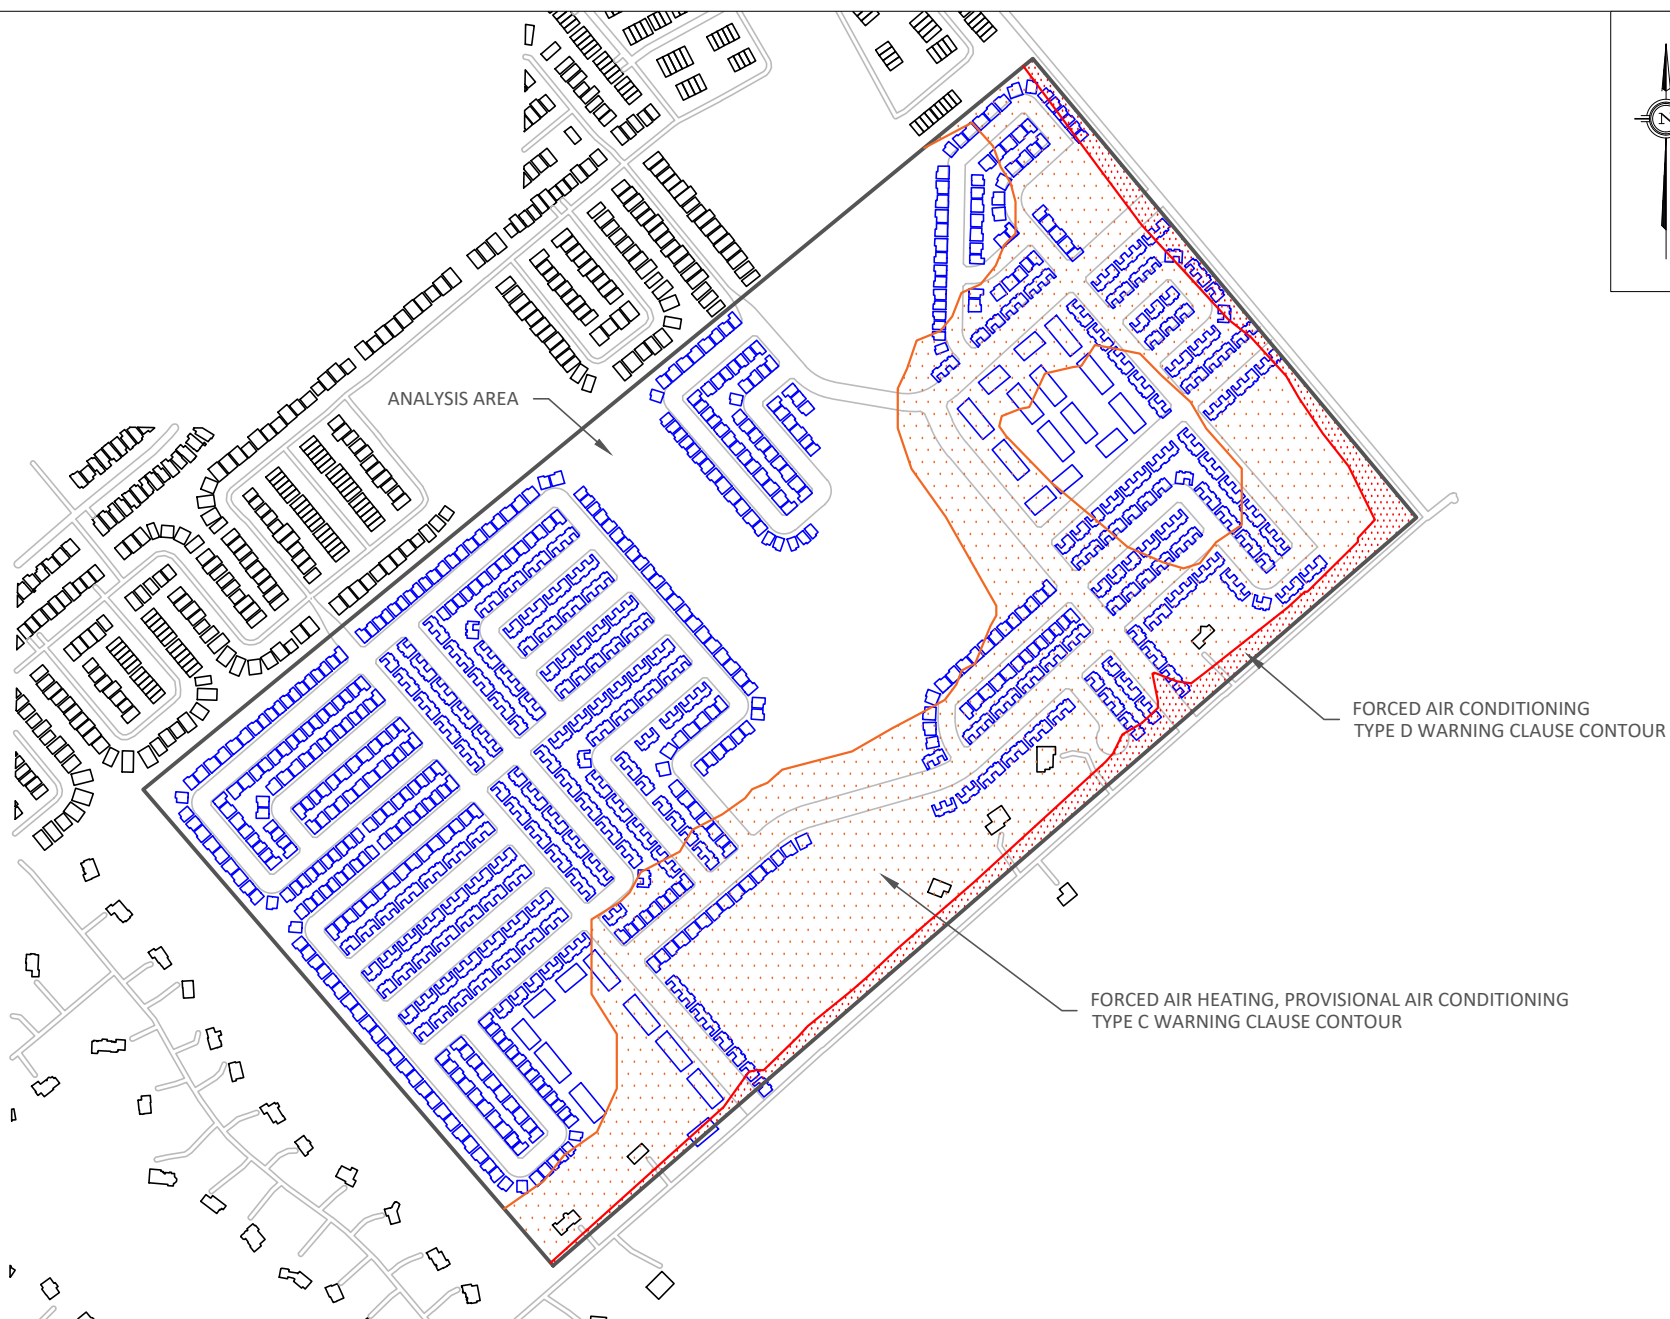 ANALYSIS AREA
FORCED AIR CONDITIONING
TYPE D WARNING CLAUSE CONTOUR
FORCED AIR HEATING, PROVISIONAL AIR CONDITIONING
TYPE C WARNING CLAUSE CONTOUR
Z